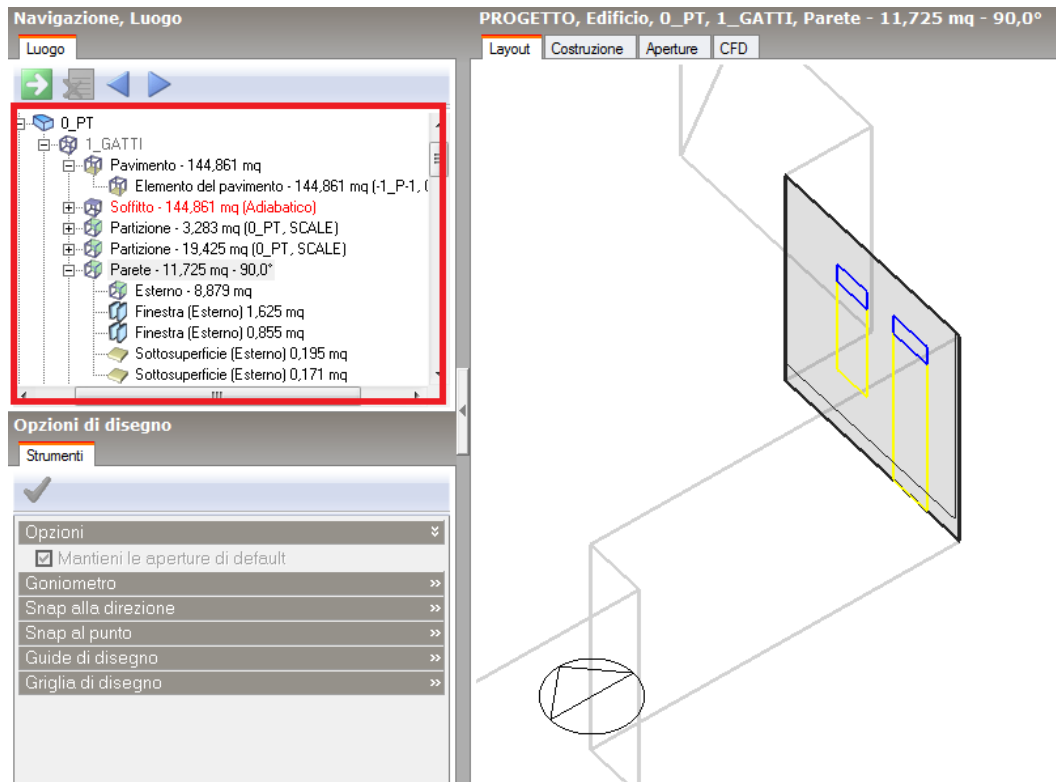 Navigazione, Luogo
Luogo
0_PT
1_GATTI
Pavimento - 144,861 mq
Elemento del pavimento - 144,861 mq (-1_P-1, (
Soffitto - 144,861 mq (Adiabatico)
Partizione - 3,283 mq (0_PT, SCALE)
Partizione - 19,425 mq (0_PT, SCALE)
Parete - 11,725 mq - 90,0°
Esterno - 8,879 mq
Finestra (Esterno) 1,625 mq
Finestra (Esterno) 0,855 mq
Sottosuperficie (Esterno) 0,195 mq
Sottosuperficie (Esterno) 0,171 mq
Opzioni di disegno
Strumenti
Opzioni
Mantieni le aperture di default
Goniometro
Snap alla direzione
Snap al punto
Guide di disegno
Griglia di disegno
PROGETTO, Edificio, 0_PT, 1_GATTI, Parete - 11,725 mq - 90,0°
Layout Costruzione Aperture CFD